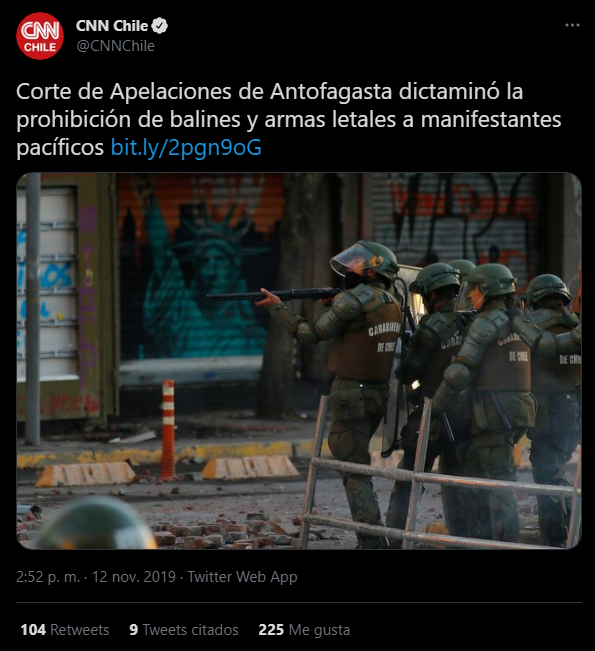 CNN Chile
@CNNChile
CNN
CHILE
Corte de Apelaciones de Antofagasta dictaminó la
prohibición de balines y armas letales a manifestantes
pacíficos bit.ly/2pgn9oG
CARABINEROS
DE CHILE
DE CHILE
DE CH
2:52 p. m. · 12 nov. 2019 · Twitter Web App
104 Retweets 9 Tweets citados 225 Me gusta